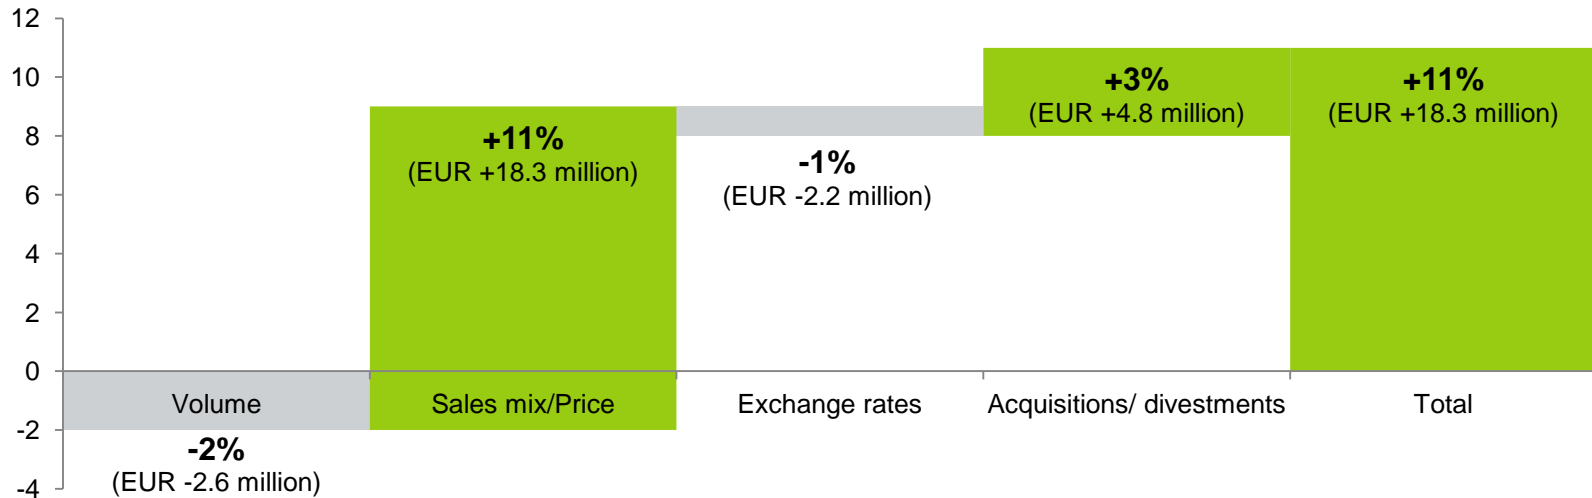 12
10
8
6
4
2
0
-2
-4
+11%
(EUR +18.3 million)
-1%
(EUR -2.2 million)
+3%
(EUR +4.8 million)
+11%
(EUR +18.3 million)
Volume
Sales mix/Price
Exchange rates
Acquisitions/ divestments
Total
-2%
(EUR -2.6 million)